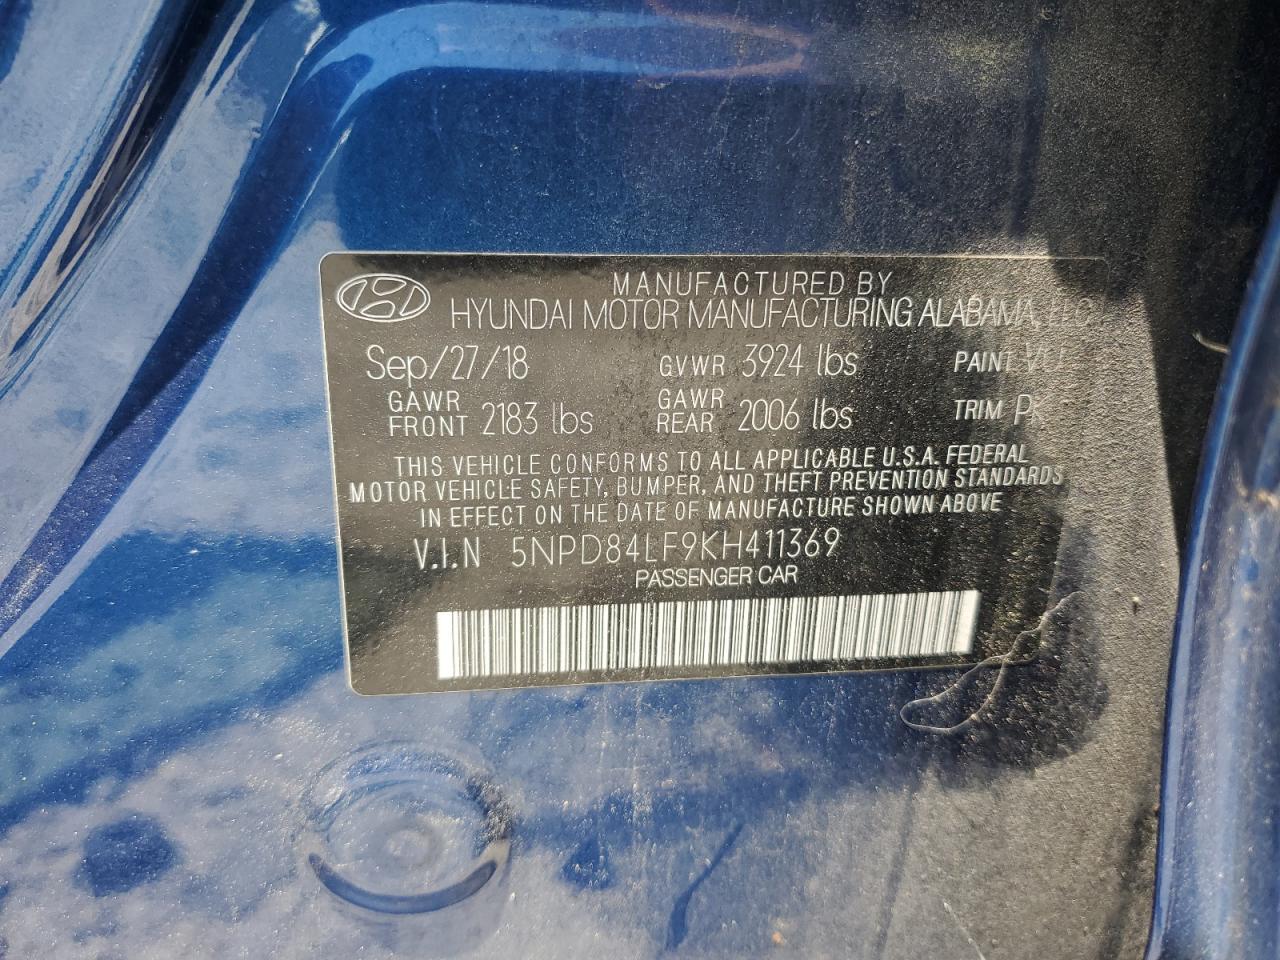 MANUFACTURED BY
HYUNDAI MOTOR MANUFACTURING ALABAMA, LLC
Sep/27/18 GVWR 3924 lbs PAINT
GAWR FRONT 2183 lbs GAWR REAR 2006 lbs TRIM
THIS VEHICLE CONFORMS TO ALL APPLICABLE U.S.A. FEDERAL
MOTOR VEHICLE SAFETY, BUMPER, AND THEFT PREVENTION STANDARDS
IN EFFECT ON THE DATE OF MANUFACTURE SHOWN ABOVE
V.I.N 5NPD84LF9KH411369
PASSENGER CAR